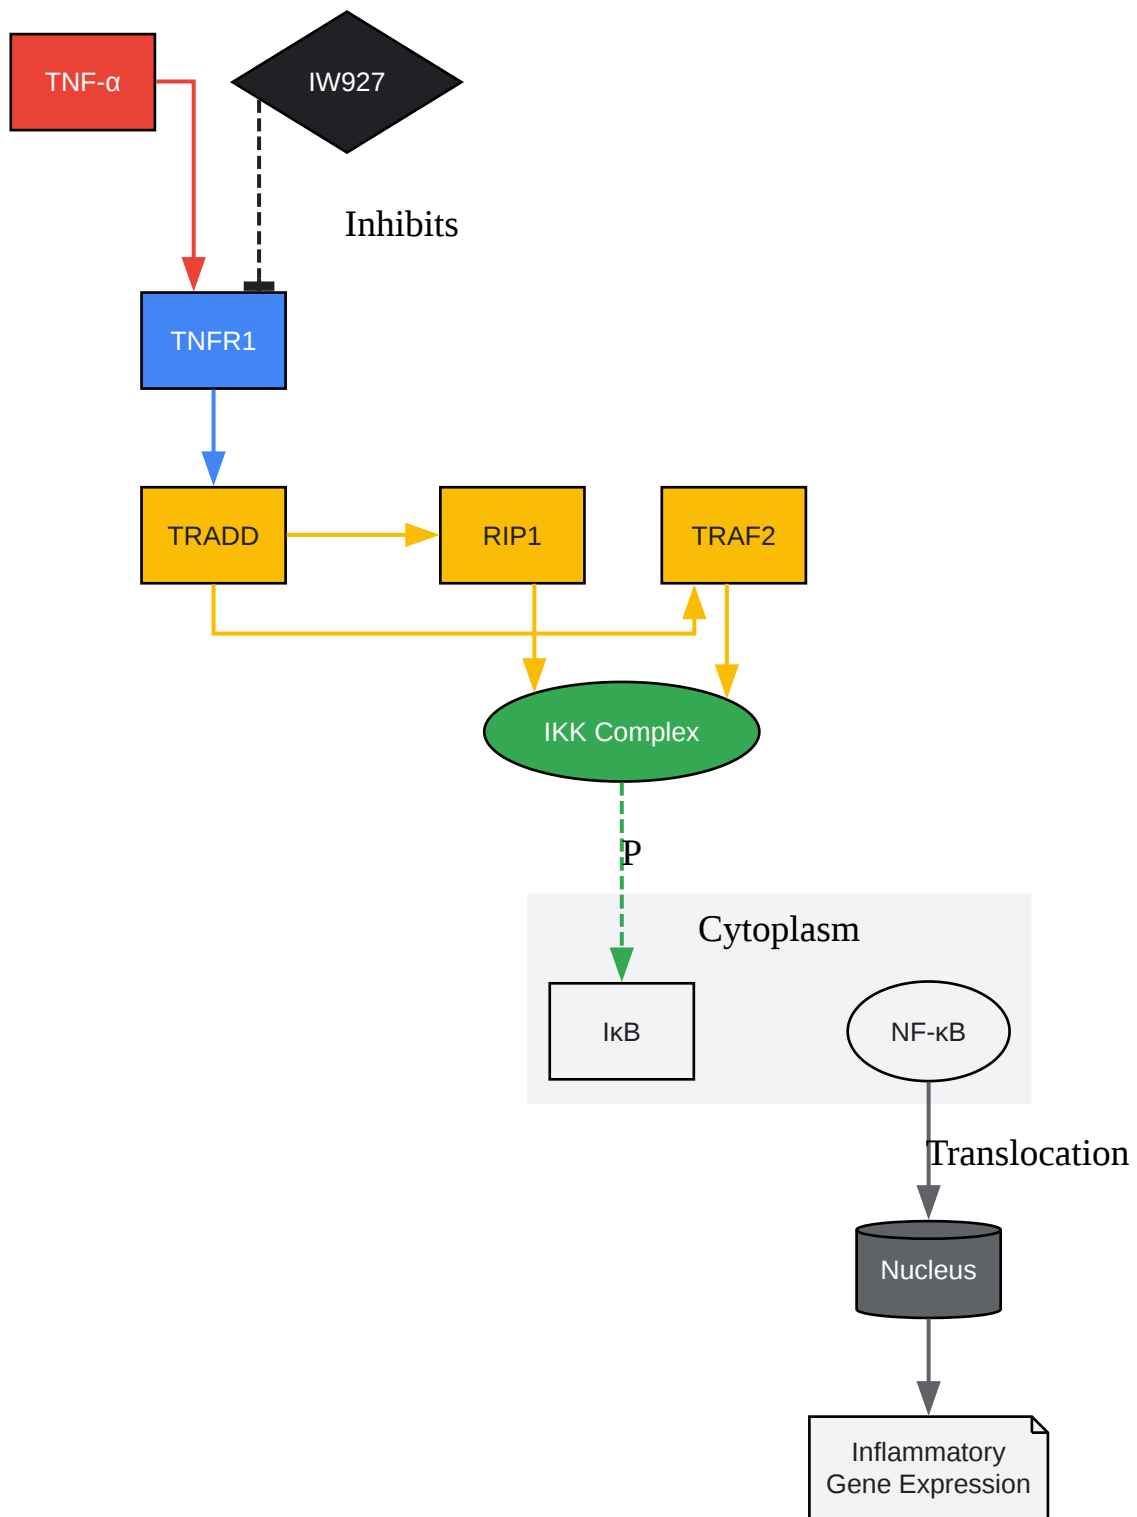 TNF-α
IW927
Inhibits
TNFR1
TRADD
RIP1
TRAF2
IKK Complex
P
Cytoplasm
IκB
NF-κB
Translocation
Nucleus
Inflammatory
Gene Expression